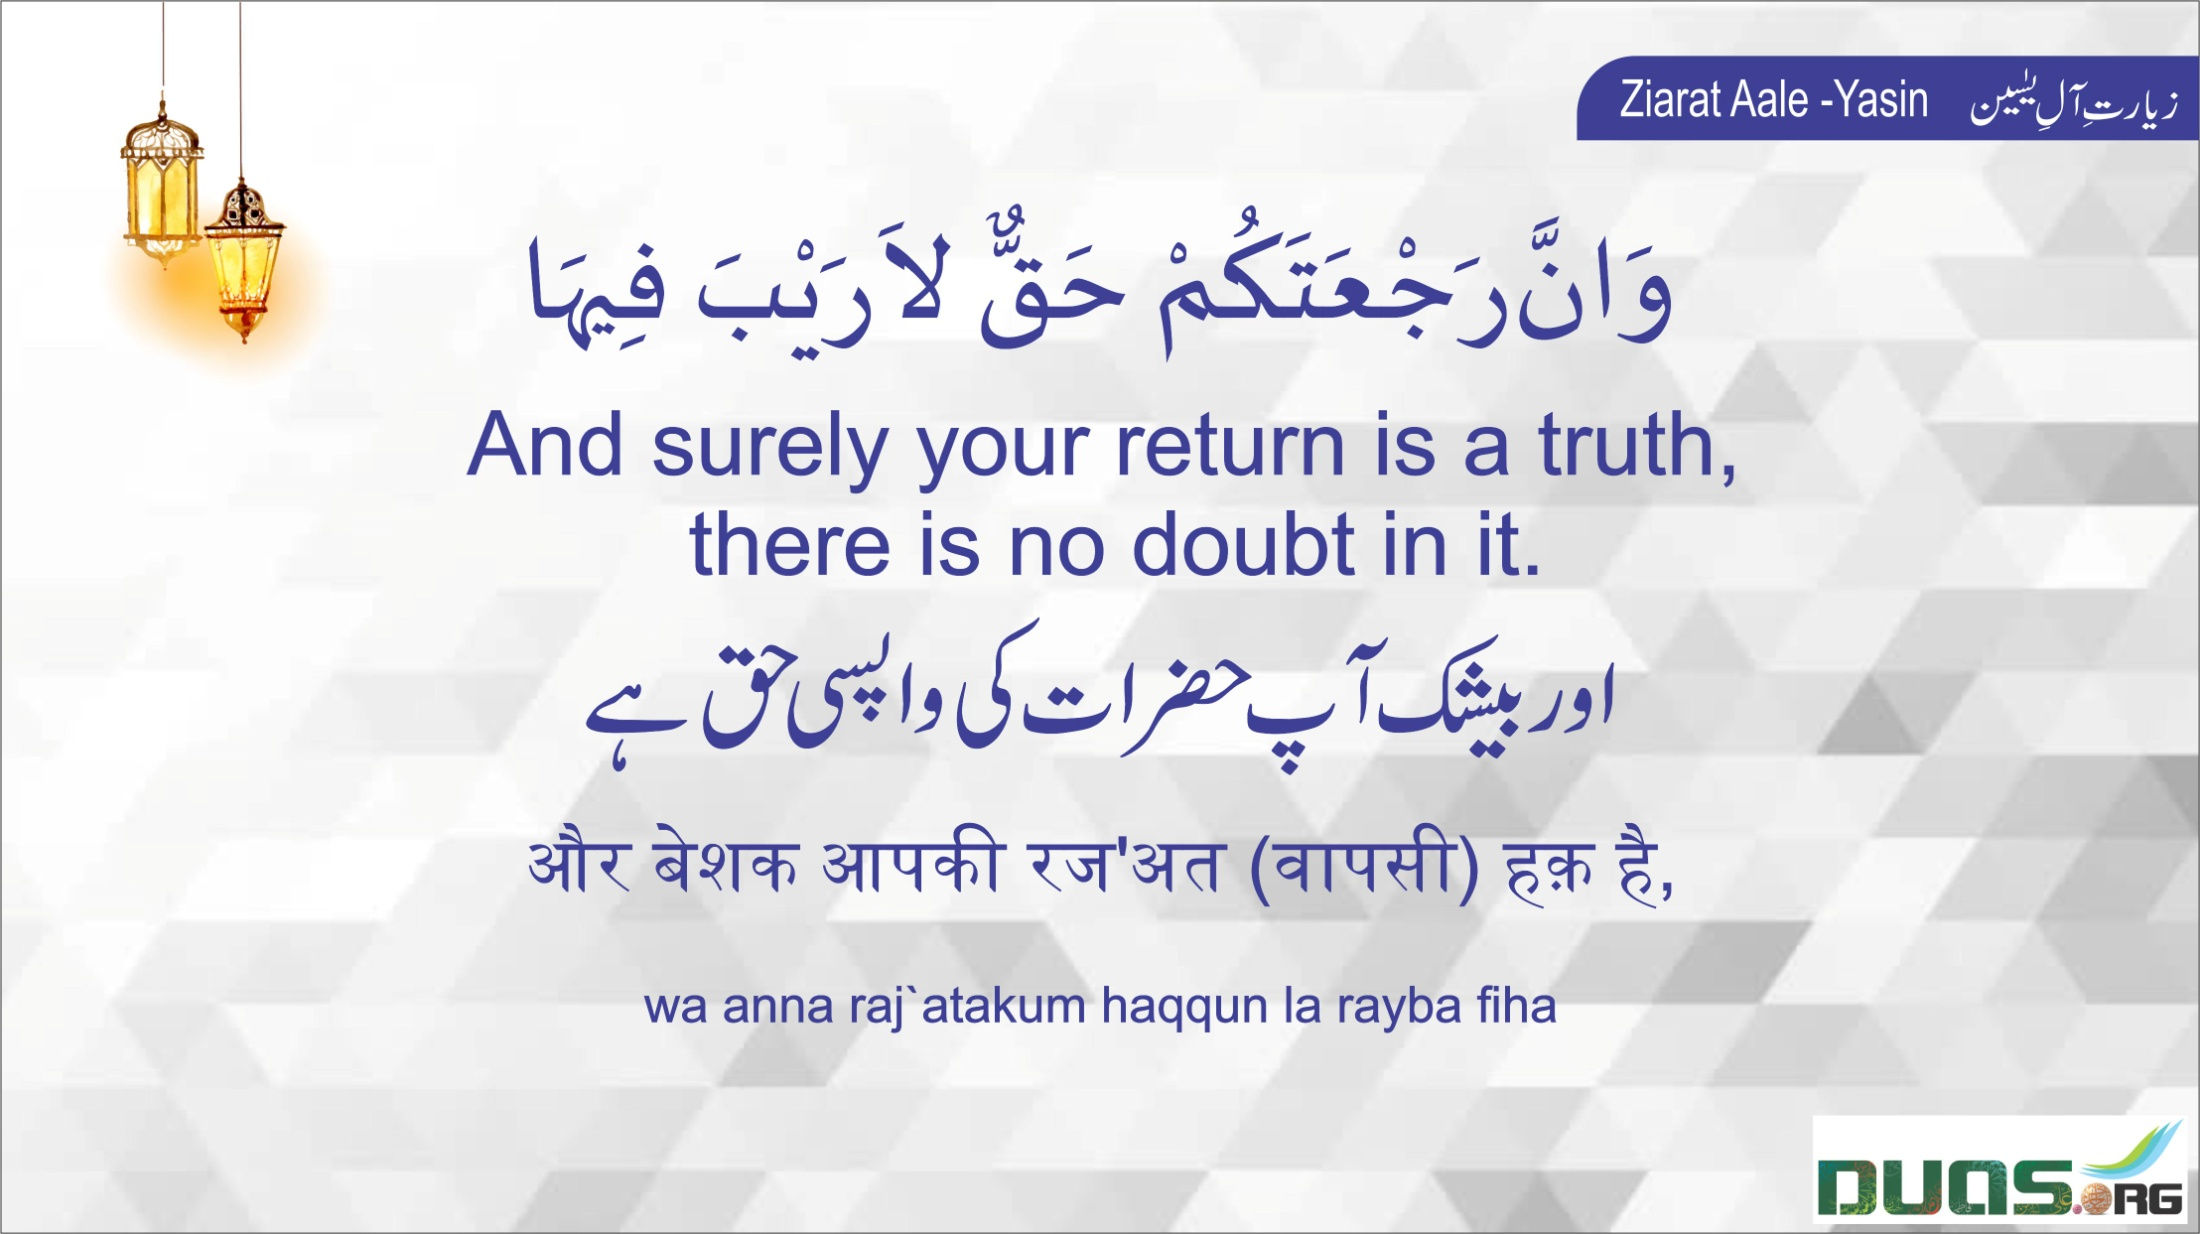 Ziarat Aale -Yasin زیارتِ آلِ یٰسین
وَانَّ رَجْعَتَكُمْ حَقٌّ لاَ رَيْبَ فِيهَا
And surely your return is a truth,
there is no doubt in it.
اور بیشک آپ حضرات کی واپسی حق ہے
और बेशक आपकी रज'अत (वापसी) हक़ है,
wa anna raj`atakum haqqun la rayba fiha
DUAS.ORG